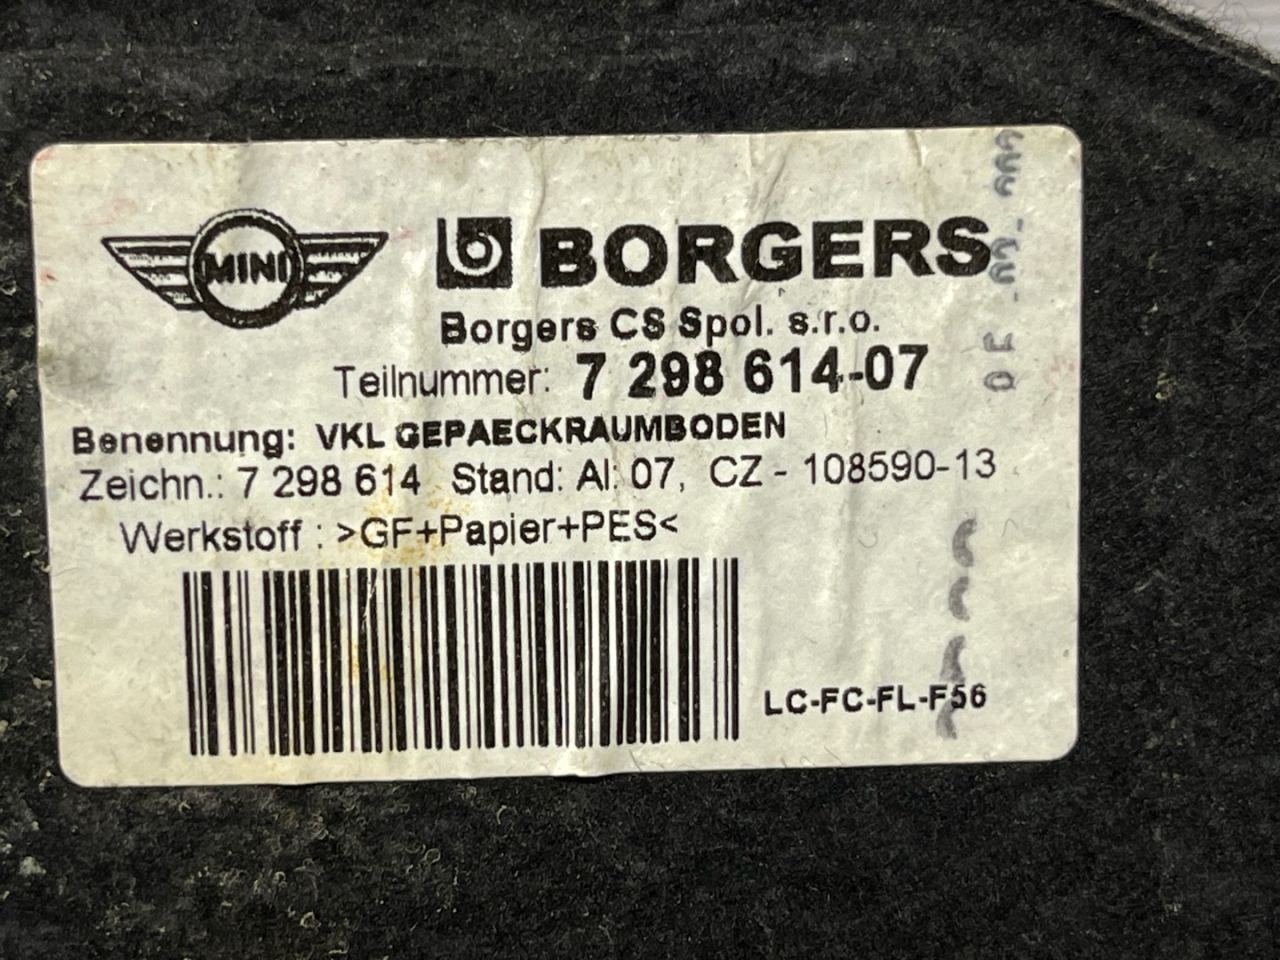 MINI
BORGERS
Borgers CS Spol. s.r.o.
Teilnummer: 7 298 614-07
Benennung: VKL GEPAECKRAUMBODEN
Zeichn.: 7 298 614 Stand: AI: 07, CZ - 108590-13
Werkstoff : >GF+Papier+PES<
LC-FC-FL-F56